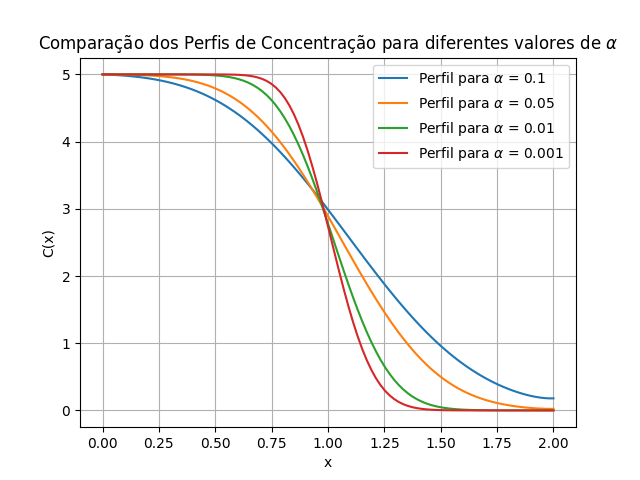 Comparação dos Perfis de Concentração para diferentes valores de α
Perfil para α = 0.1
Perfil para α = 0.05
Perfil para α = 0.01
Perfil para α = 0.001
C(x)
5
4
3
2
1
0
0.00 0.25 0.50 0.75 1.00 1.25 1.50 1.75 2.00
x